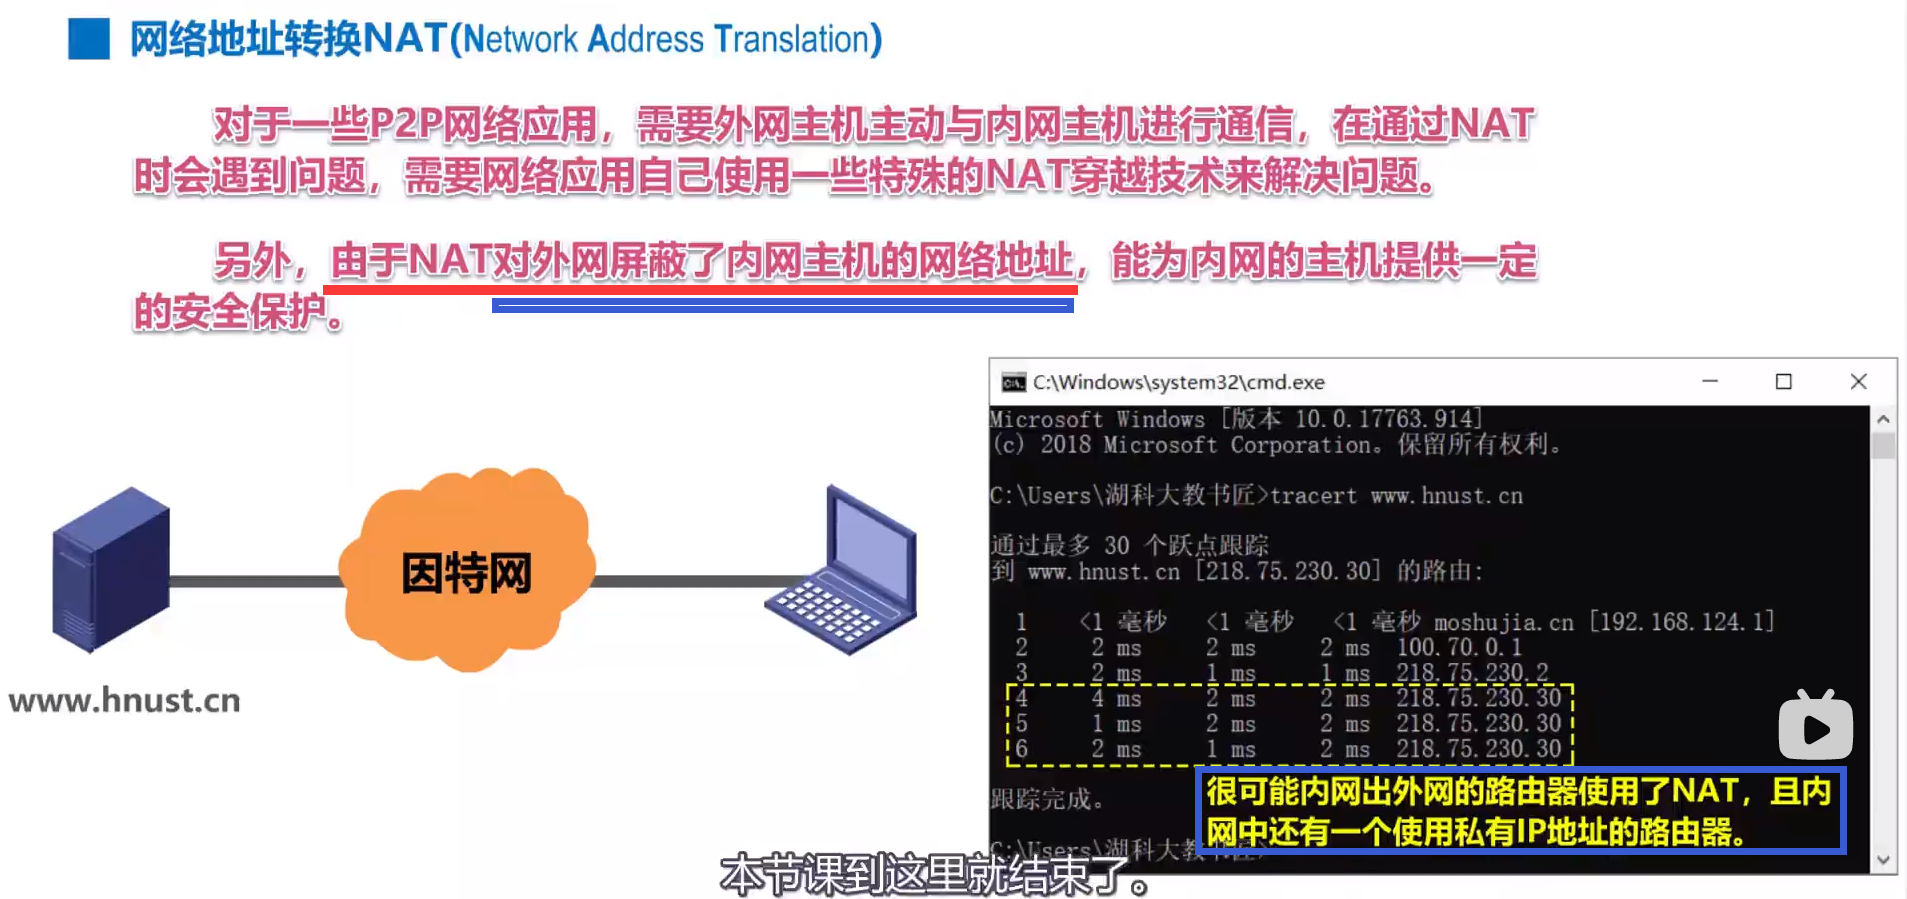 网络地址转换NAT(Network Address Translation)
对于一些P2P网络应用，需要外网主机主动与内网主机进行通信，在通过NAT
时会遇到问题，需要网络应用自己使用一些特殊的NAT穿越技术来解决问题。
另外，由于NAT对外网屏蔽了内网主机的网络地址，能为内网的主机提供一定
的安全保护。
因特网
www.hnust.cn
C:\Windows\system32\cmd.exe
Microsoft Windows [版本 10.0.17763.914]
(c) 2018 Microsoft Corporation。保留所有权利。
C:\Users\湖科大教书匠>tracert www.hnust.cn
通过最多 30 个跃点跟踪
到 www.hnust.cn [218.75.230.30] 的路由:
1 <1 毫秒 <1 毫秒 <1 毫秒 moshujia.cn [192.168.124.1]
2 2 ms 2 ms 2 ms 100.70.0.1
3 2 ms 1 ms 1 ms 218.75.230.2
4 4 ms 2 ms 2 ms 218.75.230.30
5 1 ms 2 ms 2 ms 218.75.230.30
6 2 ms 1 ms 2 ms 218.75.230.30
跟踪完成。
很可能内网出外网的路由器使用了NAT，且内
网中还有一个使用私有IP地址的路由器。
C:\Users\湖科大教书匠>
本节课到这里就结束了。